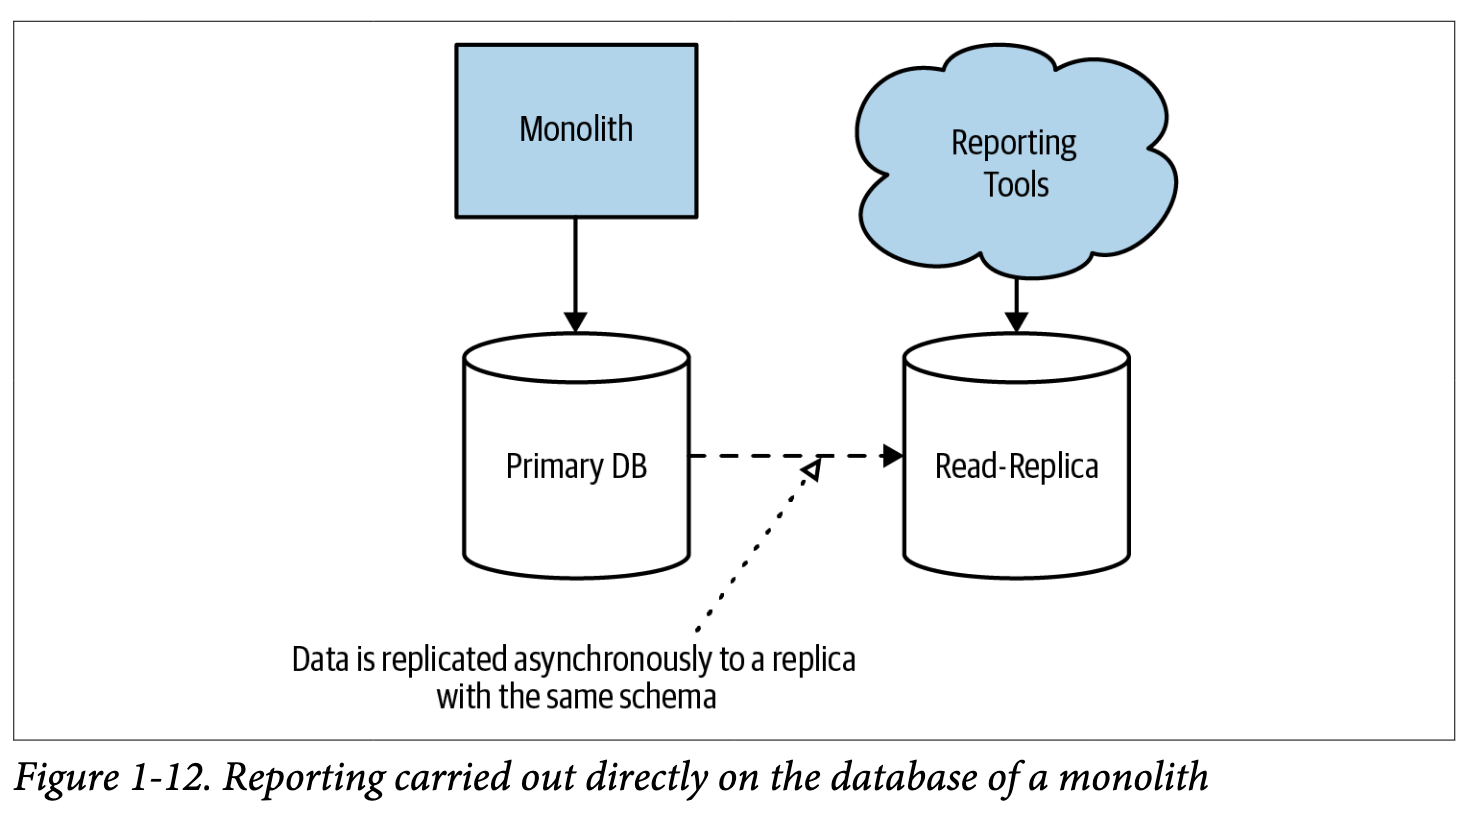 Monolith
Reporting
Tools
Primary DB
Read-Replica
Data is replicated asynchronously to a replica
with the same schema
Figure 1-12. Reporting carried out directly on the database of a monolith